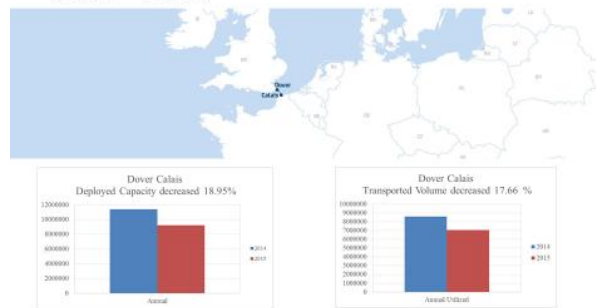 Dover
Calais
Dover Calais
Deployed Capacity decreased 18.95%
12000000
10000000
8000000
6000000
4000000
2000000
0
Annual
2014
2015
Dover Calais
Transported Volume decreased 17.66 %
10000000
9000000
8000000
7000000
6000000
5000000
4000000
3000000
2000000
1000000
0
Annual Utilized
2014
2015